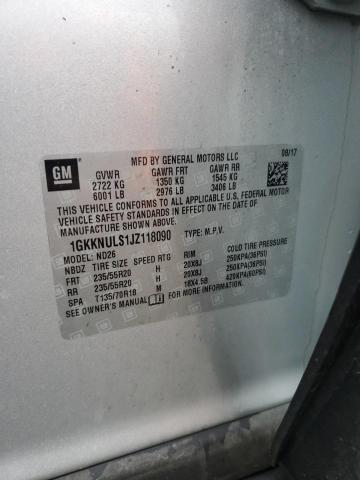 GM
MFD BY GENERAL MOTORS LLC 08/17
GVWR GAWR FRT GAWR RR
2722 KG 1350 KG 1545 KG
6001 LB 2976 LB 3406 LB
THIS VEHICLE CONFORMS TO ALL APPLICABLE U.S. FEDERAL MOTOR
VEHICLE SAFETY, BUMPER, AND THEFT PREVENTION STANDARDS IN
EFFECT ON THE DATE OF MANUFACTURE SHOWN ABOVE.
1GKKNULS1JZ118090 TYPE: M.P.V.
MODEL: ND26
NBDZ TIRE SIZE SPEED RTG RIM COLD TIRE PRESSURE
FRT 235/55R20 H 20X8J 250KPA(36PSI)
RR 235/55R20 H 20X8J 250KPA(36PSI)
SPA T135/70R18 M 18X4.5B 420KPA(60PSI)
SEE OWNER'S MANUAL FOR MORE INFORMATION.